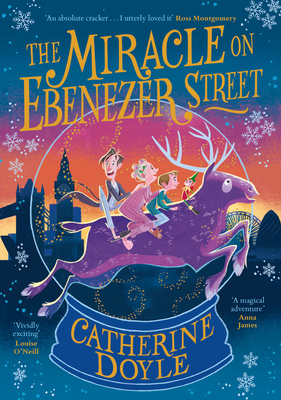 'An absolute cracker . . . I utterly loved it' Ross Montgomery
THE MIRACLE ON
EBENEZER STREET
'Vividly
exciting'
Louise
O'Neill
'A magical
adventure'
Anna
James
CATHERINE
DOYLE